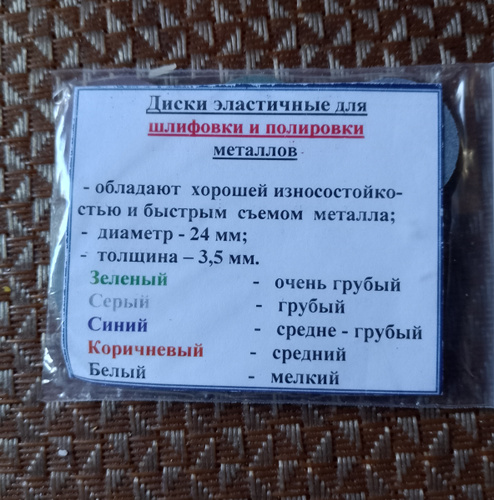 Диски эластичные для
шлифовки и полировки
металлов
- обладают хорошей износостойко-
стью и быстрым съемом металла;
- диаметр - 24 мм;
- толщина – 3,5 мм.
Зеленый - очень грубый
Серый - грубый
Синий - средне - грубый
Коричневый - средний
Белый - мелкий